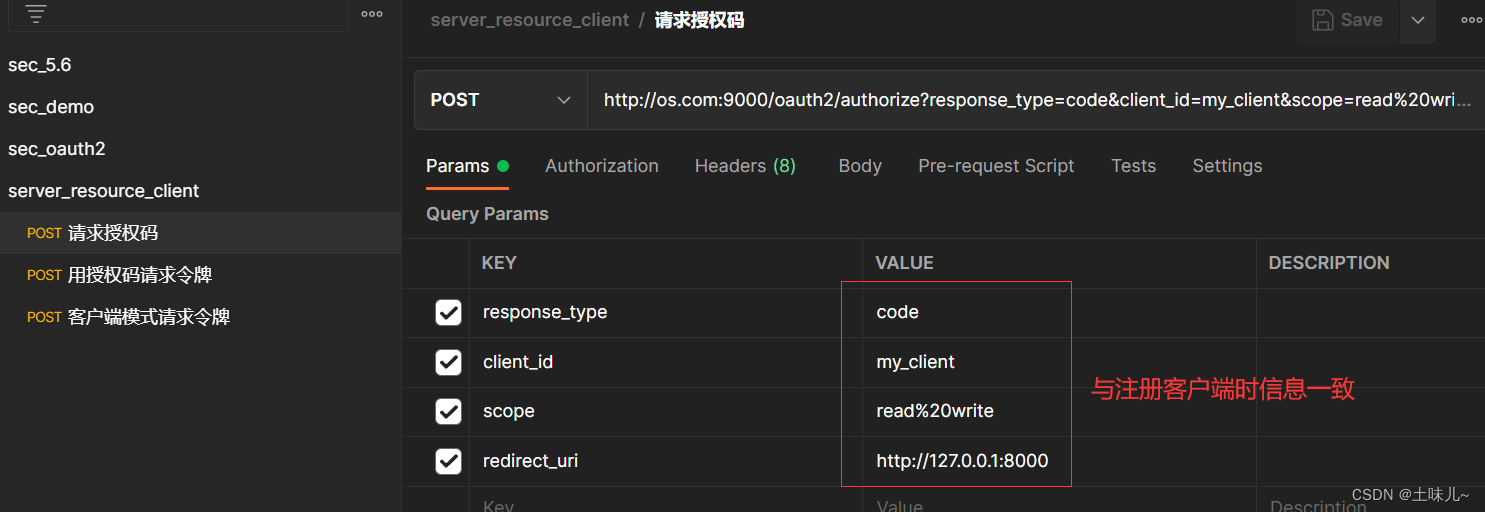 server_resource_client / 请求授权码
Save
sec_5.6
sec_demo
sec_oauth2
server_resource_client
POST 请求授权码
POST 用授权码请求令牌
POST 客户端模式请求令牌
POST
http://os.com:9000/oauth2/authorize?response_type=code&client_id=my_client&scope=read%20wri...
Params
Authorization
Headers (8)
Body
Pre-request Script
Tests
Settings
Query Params
KEY VALUE DESCRIPTION
response_type code
client_id my_client
scope read%20write
redirect_uri http://127.0.0.1:8000
与注册客户端时信息一致
Key Value Description
CSDN @土味儿~